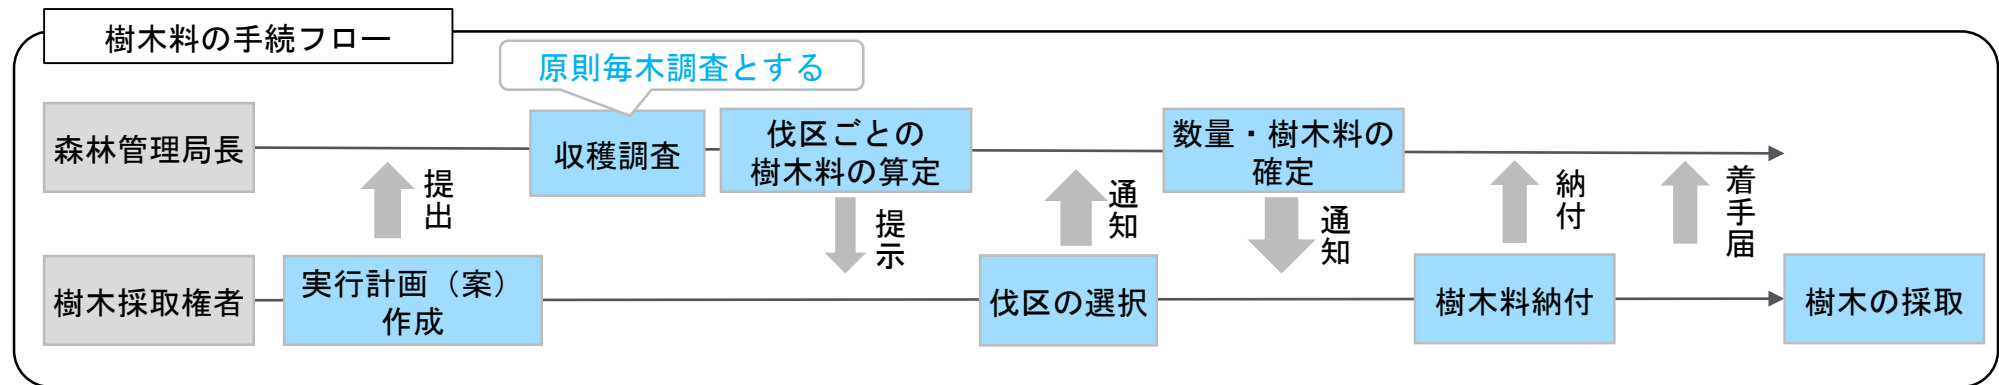 樹木料の手続フロー
原則毎木調査とする
森林管理局長
収穫調査
伐区ごとの
樹木料の算定
数量・樹木料の
確定
提出
提示
通知
通知
納付
着手届
樹木採取権者
実行計画（案）
作成
伐区の選択
樹木料納付
樹木の採取